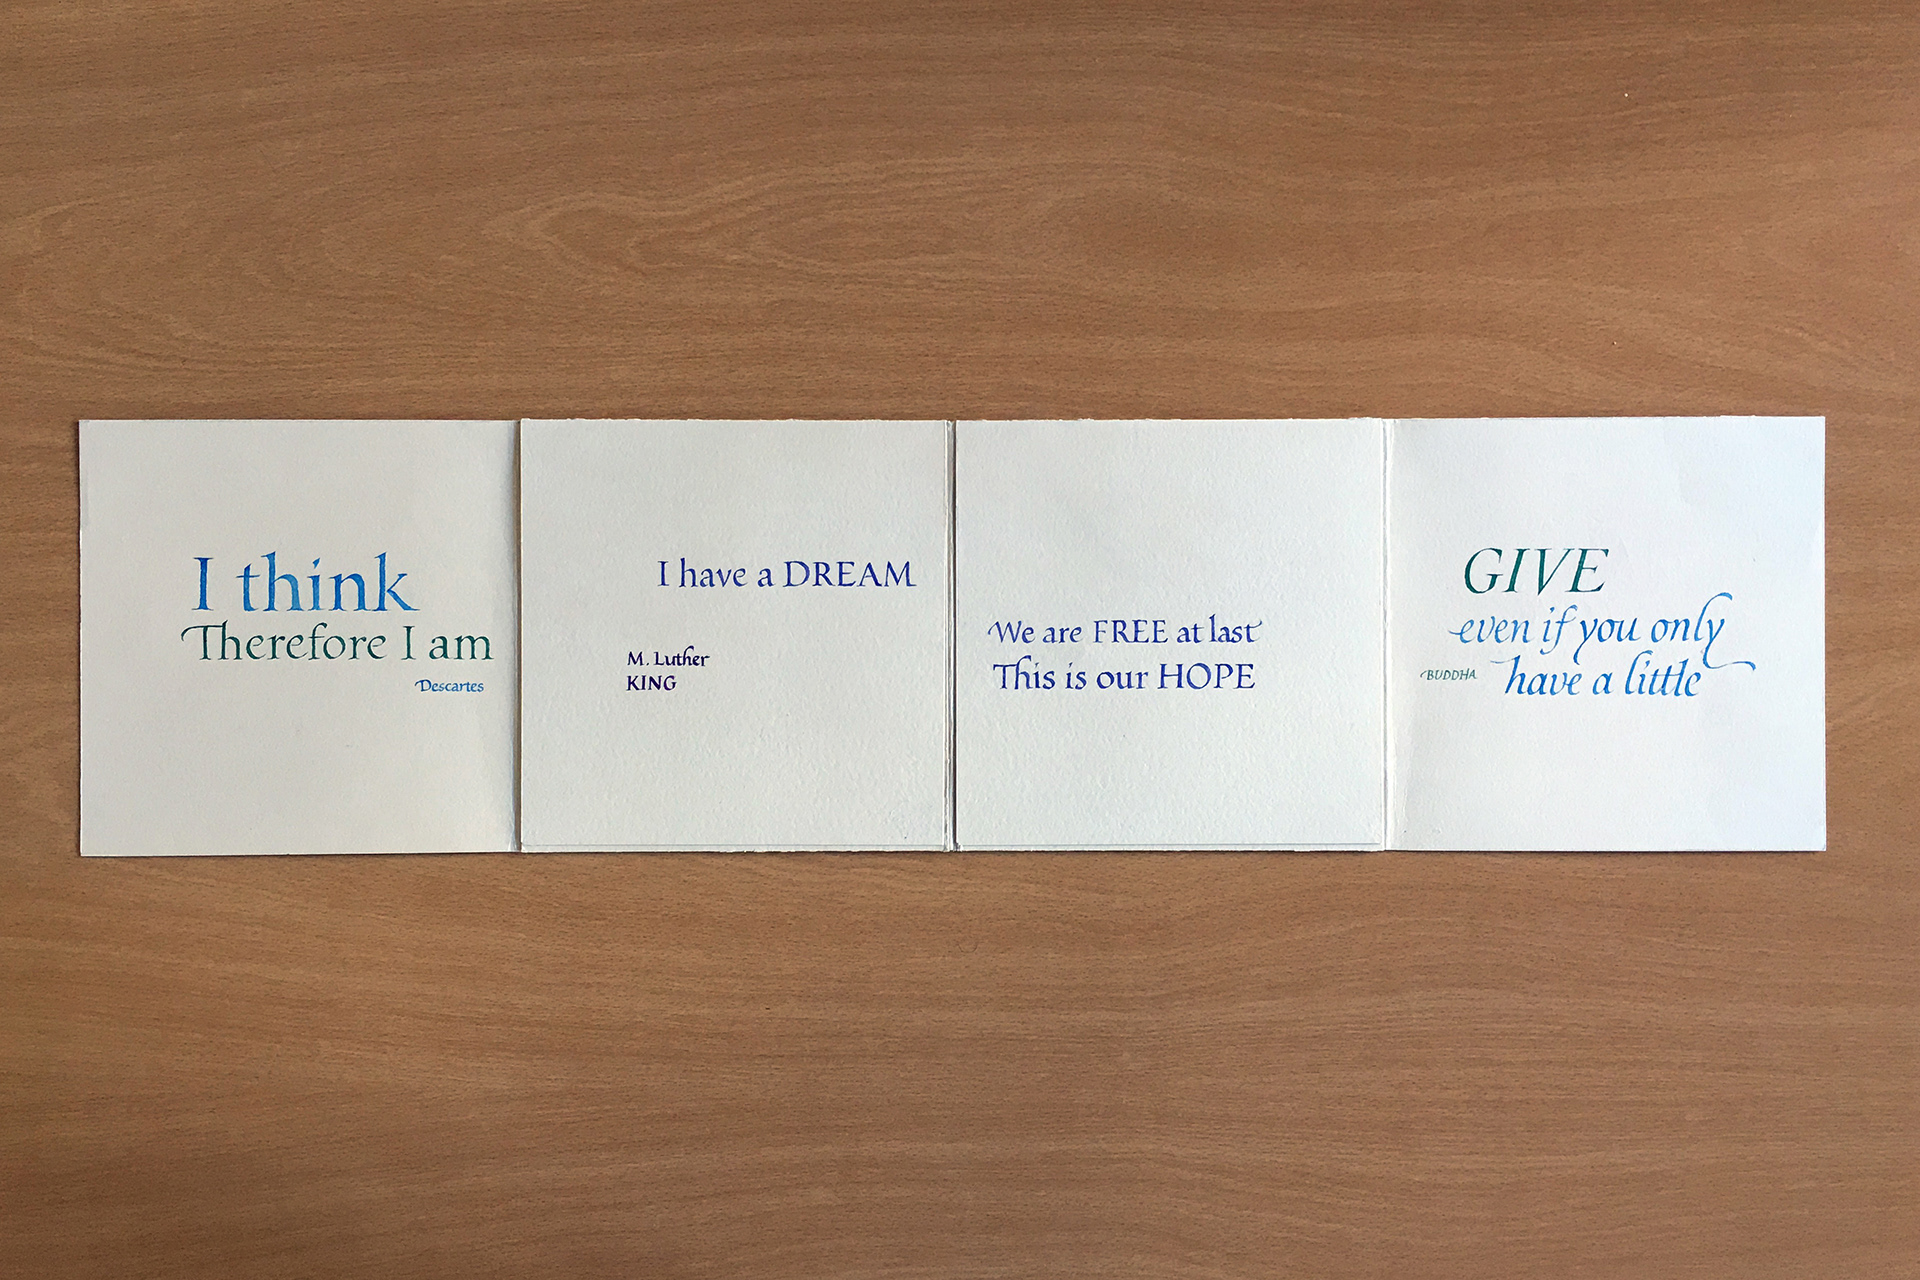 I think
Therefore I am
Descartes
I have a DREAM
M. Luther
KING
We are FREE at last
This is our HOPE
GIVE
even if you only
have a little
BUDDHA